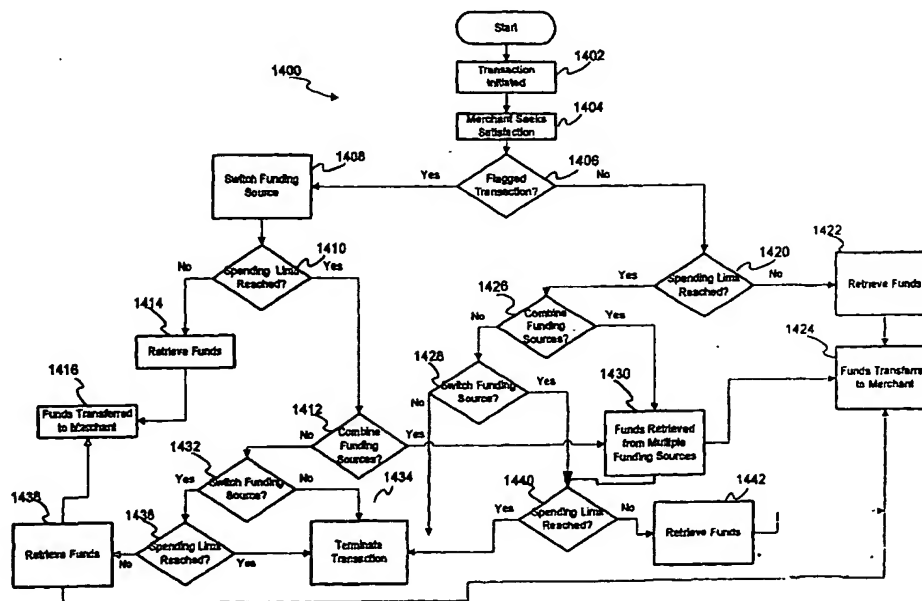 Start
1402
Transaction
Initiated
1400
1404
Merchant Seeks
Satisfaction
1408
Switch Funding
Source
1406
Yes
Flagged
Transaction?
No
1410
No
Spending Limit
Reached?
Yes
1420
Yes
Spending Limit
Reached?
No
1422
Retrieve Funds
1414
Retrieve Funds
1426
No
Combine
Funding
Sources?
Yes
1424
Funds Transferred
to Merchant
1416
Funds Transferred
to Merchant
1428
Switch Funding
Source?
No
Yes
1430
Funds Retrieved
from Multiple
Funding
Sources
1412
No
Combine
Funding
Sources?
Yes
1432
Yes
Switch Funding
Source?
No
1434
Terminate
Transaction
1440
Yes
Spending Limit
Reached?
No
1442
Retrieve Funds
1438
Retrieve Funds
1436
No
Spending Limit
Reached?
Yes